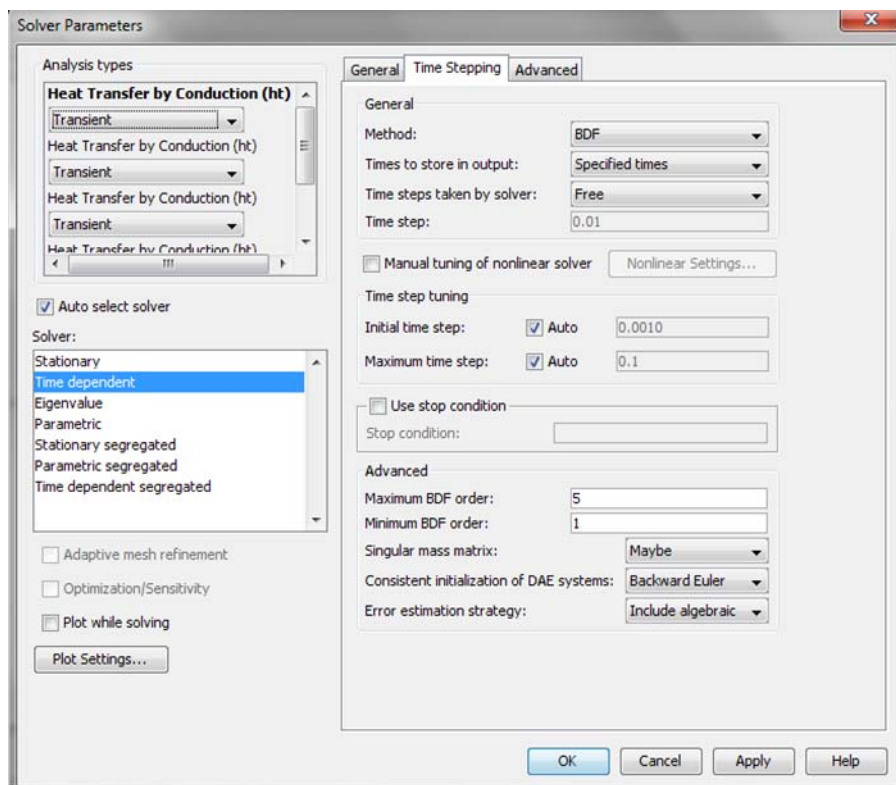 Solver Parameters
Analysis types
Heat Transfer by Conduction (ht)
Transient
Heat Transfer by Conduction (ht)
Transient
Heat Transfer by Conduction (ht)
Transient
Heat Transfer by Conduction (ht)
Auto select solver
Solver:
Stationary
Time dependent
Eigenvalue
Parametric
Stationary segregated
Parametric segregated
Time dependent segregated
Adaptive mesh refinement
Optimization/Sensitivity
Plot while solving
Plot Settings...
General Time Stepping Advanced
General
Method: BDF
Times to store in output: Specified times
Time steps taken by solver: Free
Time step: 0.01
Manual tuning of nonlinear solver Nonlinear Settings...
Time step tuning
Initial time step: Auto 0.0010
Maximum time step: Auto 0.1
Use stop condition
Stop condition:
Advanced
Maximum BDF order: 5
Minimum BDF order: 1
Singular mass matrix: Maybe
Consistent initialization of DAE systems: Backward Euler
Error estimation strategy: Include algebraic
OK Cancel Apply Help